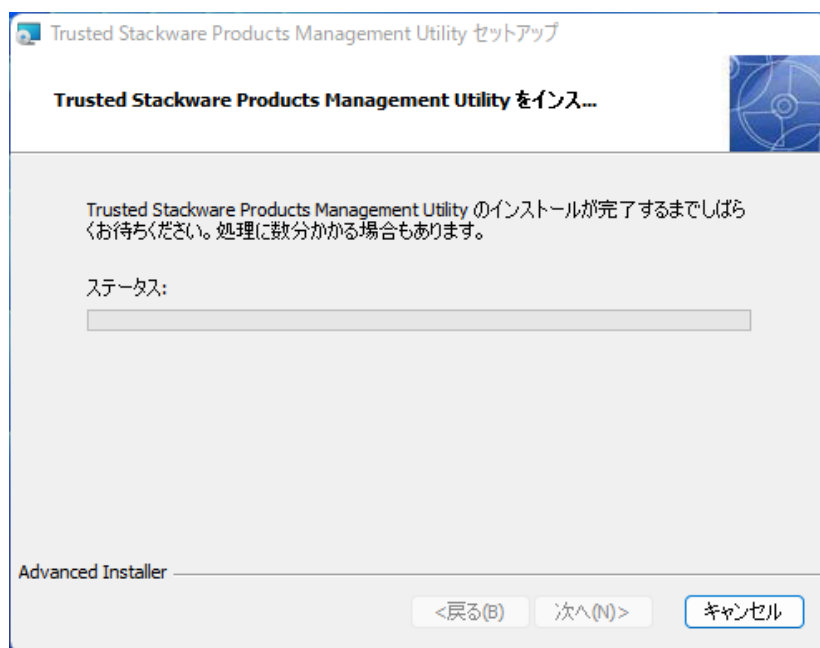 Trusted Stackware Products Management Utility セットアップ
Trusted Stackware Products Management Utility をインス...
Trusted Stackware Products Management Utility のインストールが完了するまでしばら
くお待ちください。処理に数分かかる場合もあります。
ステータス:
Advanced Installer
<戻る(B)
次へ(N)>
キャンセル